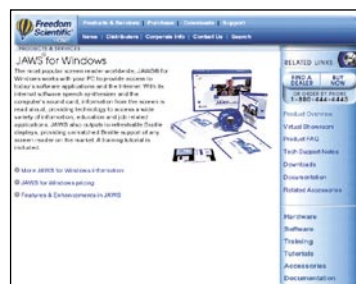 Freedom
Scientific
Products & Services | Purchase | Downloads | Support
Home | Distributors | Corporate Info | Contact Us | Search
PRODUCTS & SERVICES
JAWS for Windows
The most popular screen reader worldwide, JAWS® for
Windows works with your PC to provide access to
today's software applications and the Internet. With its
internal software speech synthesizer and the
computer's sound card, information from the screen is
read aloud, providing technology to access a wide
variety of information, education and job related
applications. JAWS also outputs to refreshable Braille
displays, providing unmatched Braille support of any
screen reader on the market. A training tutorial is
included.
More JAWS for Windows information
JAWS for Windows pricing
Features & Enhancements in JAWS
RELATED LINKS
FIND A DEALER
BUY NOW
OR ORDER BY PHONE
1-800-444-4443
Product Overview
Virtual Showroom
Product FAQ
Tech Support Notes
Downloads
Documentation
Related Accessories
Hardware
Software
Training
Tutorials
Accessories
Documentation